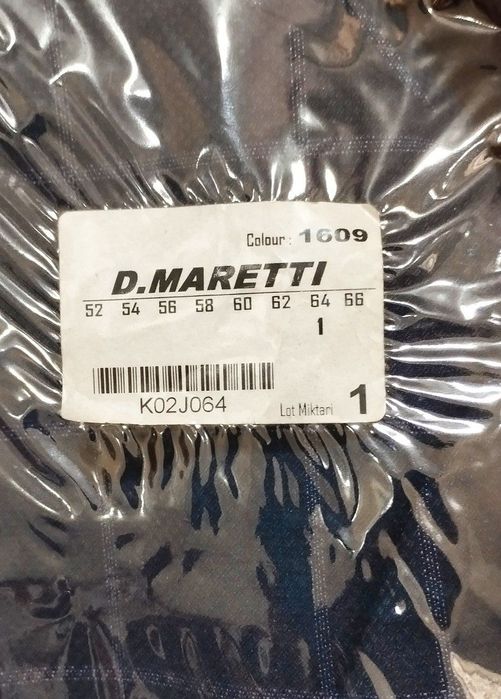 Colour : 1609
D.MARETTI
52 54 56 58 60 62 64 66
1
K02J064
Lot Miktari 1